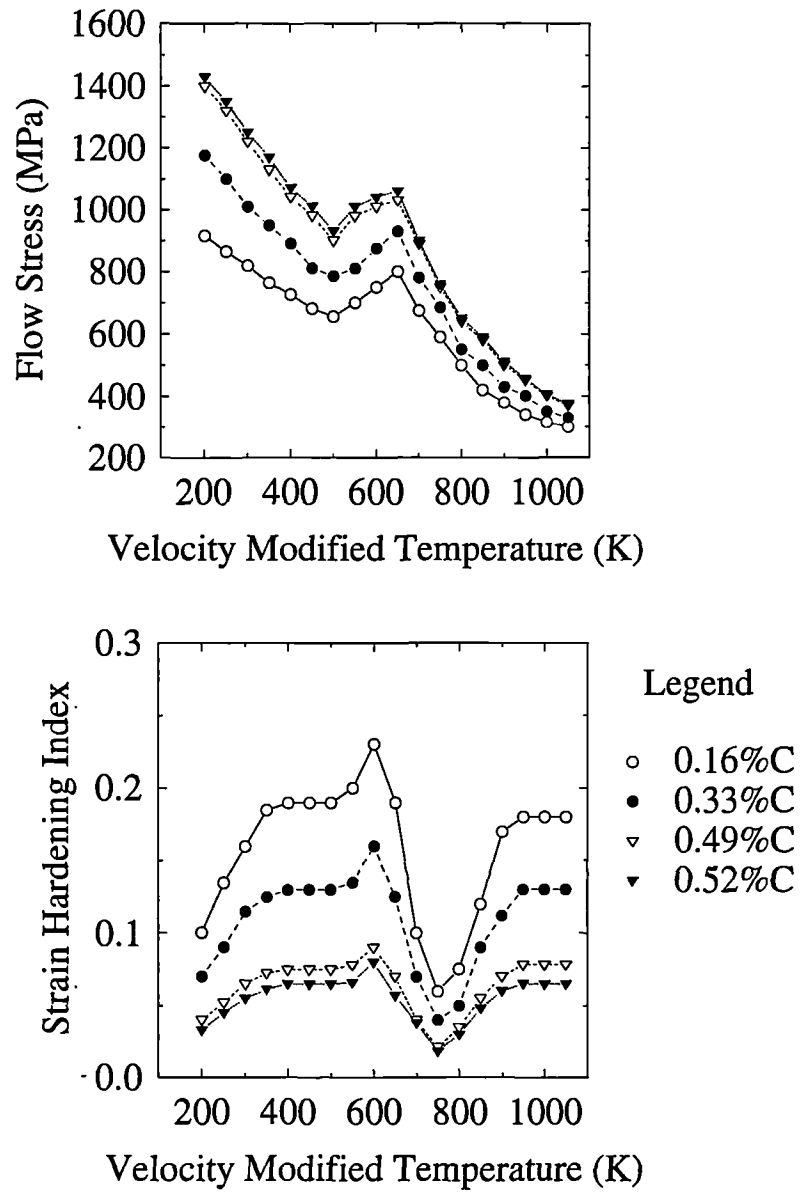 1600
1400
1200
1000
800
600
400
200
Flow Stress (MPa)
200 400 600 800 1000
Velocity Modified Temperature (K)
0.3
0.2
0.1
0.0
Strain Hardening Index
200 400 600 800 1000
Velocity Modified Temperature (K)
Legend
0.16%C
0.33%C
0.49%C
0.52%C